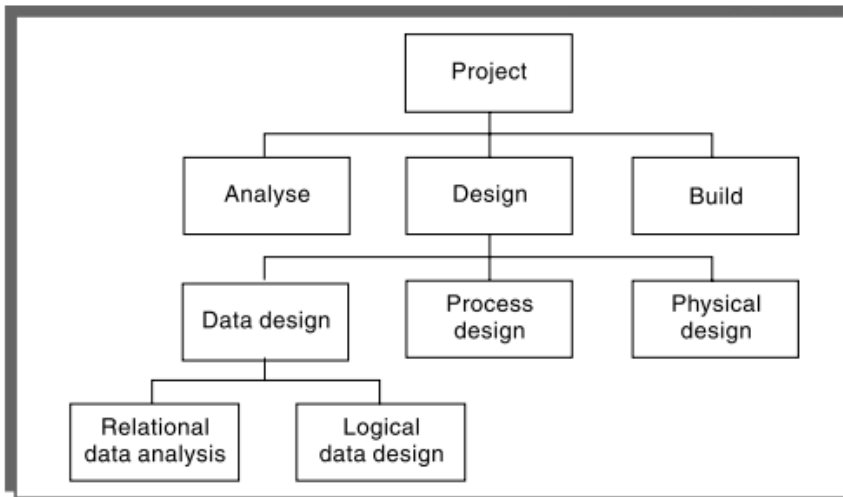 Project
Analyse
Design
Build
Data design
Process
design
Physical
design
Relational
data analysis
Logical
data design